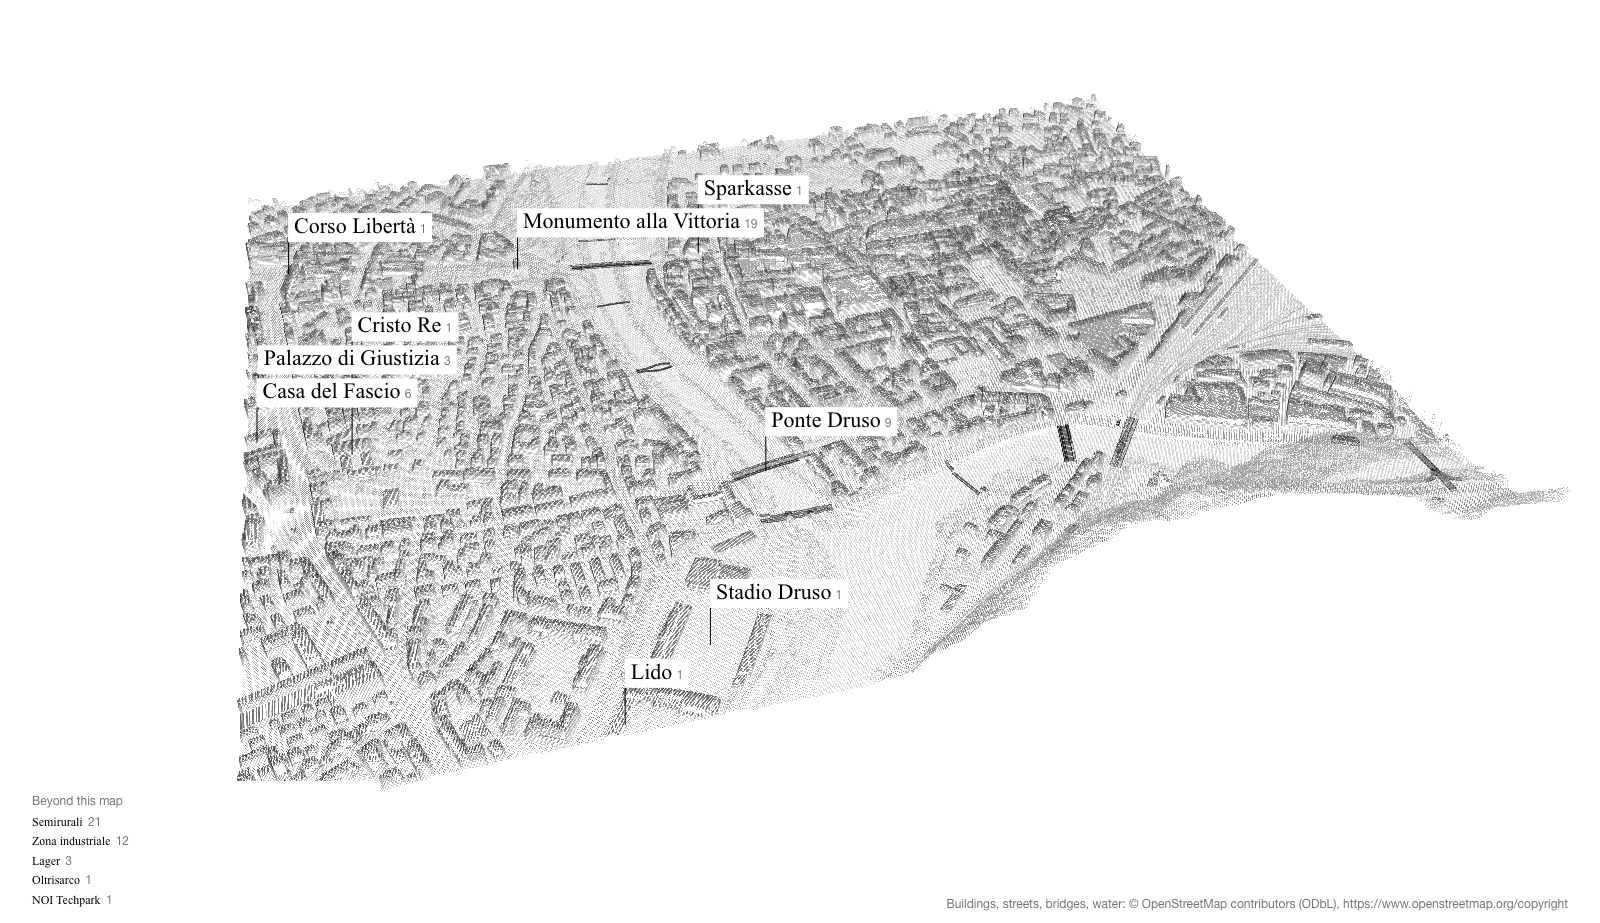 Sparkasse 1
Monumento alla Vittoria 19
Corso Libertà 1
Cristo Re 1
Palazzo di Giustizia 3
Casa del Fascio 6
Ponte Druso 9
Stadio Druso 1
Lido 1
Beyond this map
Semirurali 21
Zona industriale 12
Lager 3
Oltrisarco 1
NOI Techpark 1
Buildings, streets, bridges, water: © OpenStreetMap contributors (ODbL), https://www.openstreetmap.org/copyright